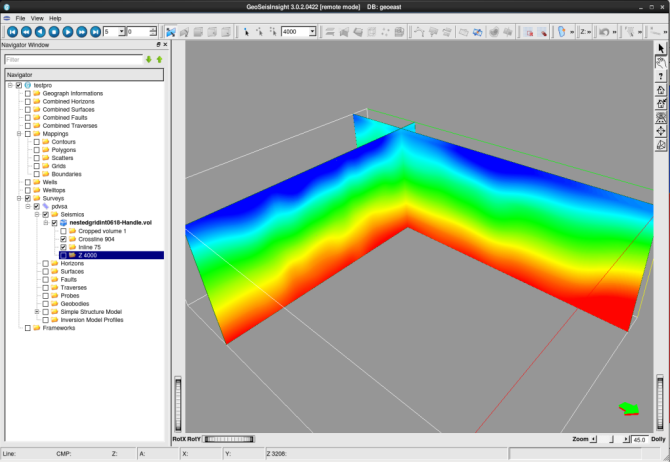 GeoSeisInsight 3.0.2.0422 [remote mode] DB: geoeast
File View Help
5 0 4000 Z: »
Navigator Window
Filter
Navigator
testpro
Geograph Informations
Combined Horizons
Combined Surfaces
Combined Faults
Combined Traverses
Mappings
Contours
Polygons
Scatters
Grids
Boundaries
Wells
Welltops
Surveys
pdvsa
Seismics
nestedgridint0618-Handle.vol
Cropped volume 1
Crossline 904
Inline 75
Z 4000
Horizons
Surfaces
Faults
Traverses
Probes
Geobodies
Simple Structure Model
Inversion Model Profiles
Frameworks
RotX RotY Zoom 45.0 Dolly
Line: CMP: Z: A: X: Y: Z 3208: